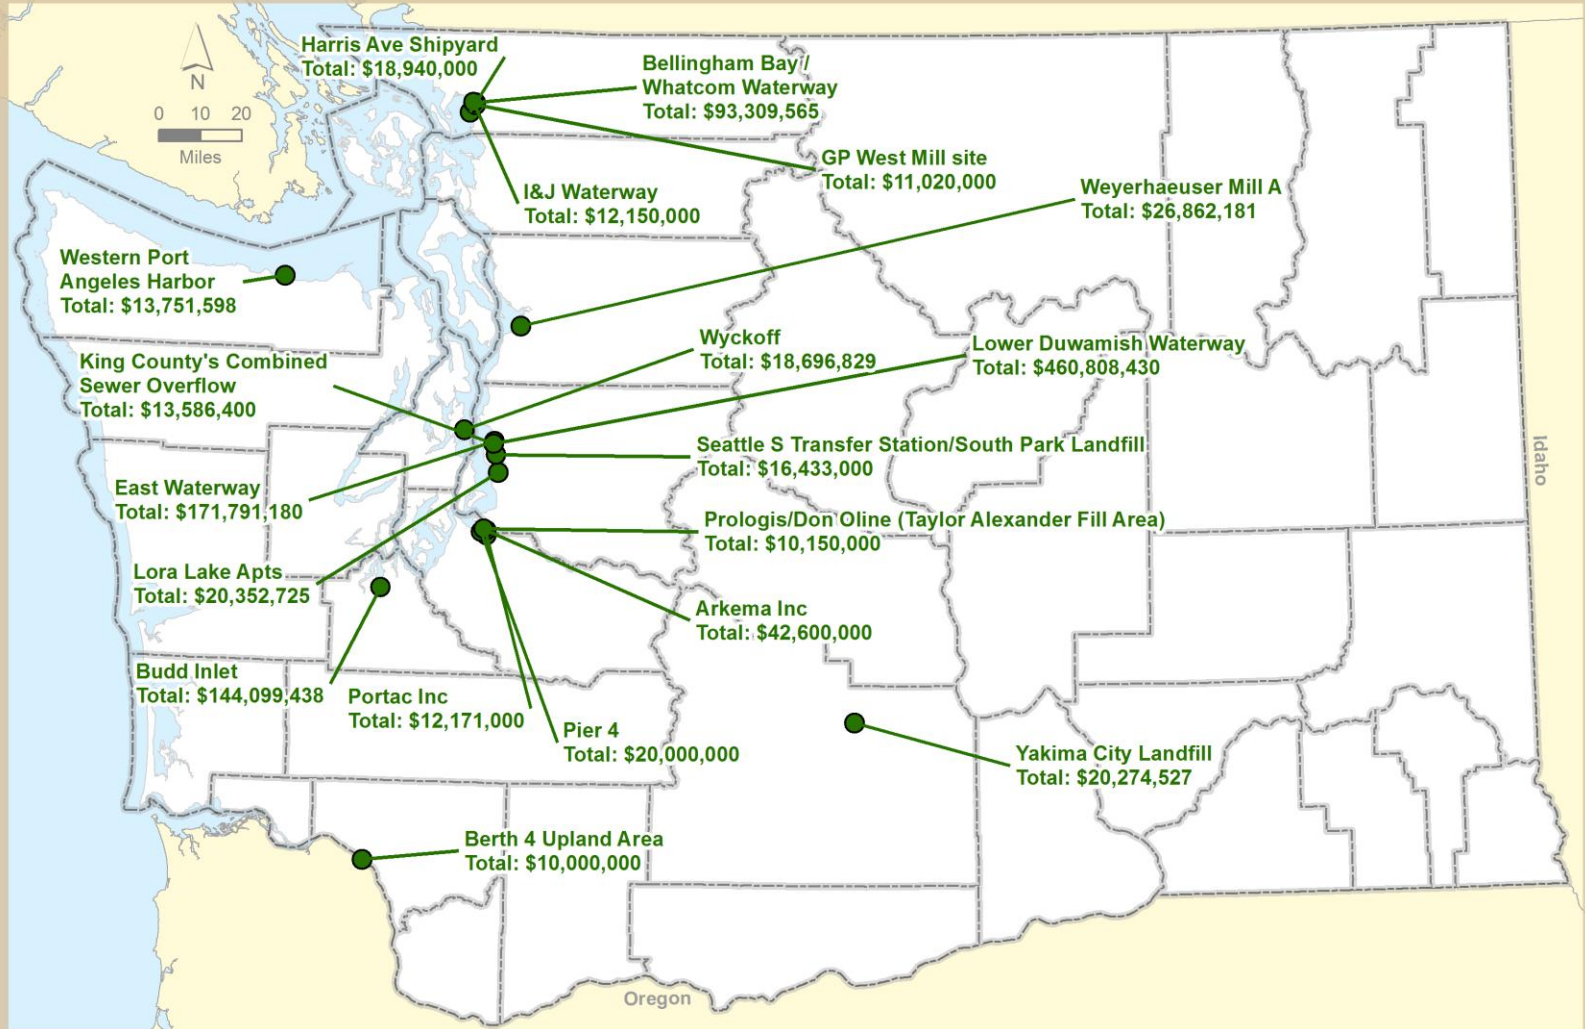 Harris Ave Shipyard
Total: $18,940,000
Bellingham Bay /
Whatcom Waterway
Total: $93,309,565
N
0 10 20
Miles
GP West Mill site
Total: $11,020,000
I&J Waterway
Total: $12,150,000
Weyerhaeuser Mill A
Total: $26,862,181
Western Port
Angeles Harbor
Total: $13,751,598
Wyckoff
Total: $18,696,829
Lower Duwamish Waterway
Total: $460,808,430
King County's Combined
Sewer Overflow
Total: $13,586,400
Seattle S Transfer Station/South Park Landfill
Total: $16,433,000
Idaho
East Waterway
Total: $171,791,180
Prologis/Don Oline (Taylor Alexander Fill Area)
Total: $10,150,000
Lora Lake Apts
Total: $20,352,725
Arkema Inc
Total: $42,600,000
Budd Inlet
Total: $144,099,438
Portac Inc
Total: $12,171,000
Pier 4
Total: $20,000,000
Yakima City Landfill
Total: $20,274,527
Berth 4 Upland Area
Total: $10,000,000
Oregon